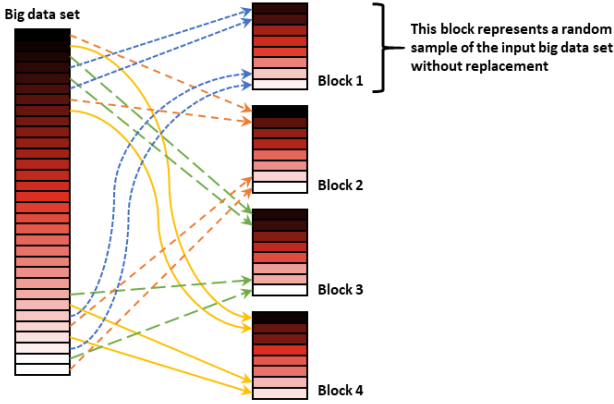 Big data set
This block represents a random
sample of the input big data set
without replacement
Block 1
Block 2
Block 3
Block 4